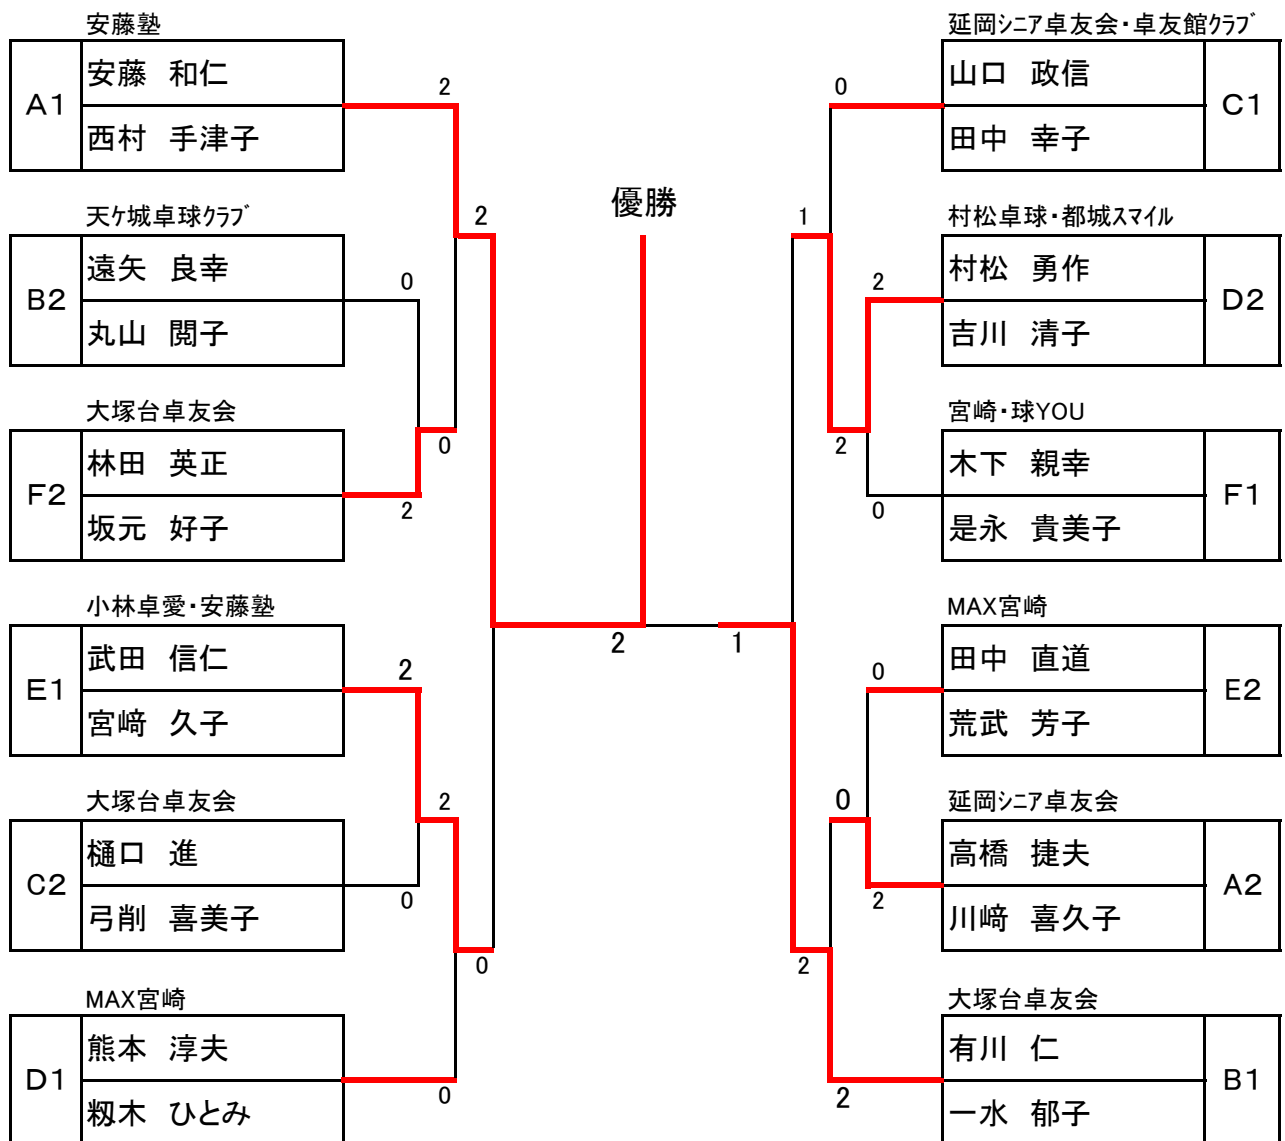 安藤塾
A1
安藤 和仁
西村 手津子
2
天ケ城卓球ｸﾗﾌﾞ
B2
遠矢 良幸
丸山 閲子
0
2
大塚台卓友会
F2
林田 英正
坂元 好子
0
2
小林卓愛・安藤塾
E1
武田 信仁
宮﨑 久子
2
大塚台卓友会
C2
樋口 進
弓削 喜美子
2
0
0
MAX宮崎
D1
熊本 淳夫
籾木 ひとみ
0
優勝
2
1
延岡ｼﾆｱ卓友会・卓友館ｸﾗﾌﾞ
山口 政信
田中 幸子
C1
0
村松卓球・都城ｽﾏｲﾙ
村松 勇作
吉川 清子
D2
1
2
宮崎・球YOU
木下 親幸
是永 貴美子
F1
2
0
MAX宮崎
田中 直道
荒武 芳子
E2
0
延岡ｼﾆｱ卓友会
高橋 捷夫
川﨑 喜久子
A2
0
2
2
大塚台卓友会
有川 仁
一水 郁子
B1
2